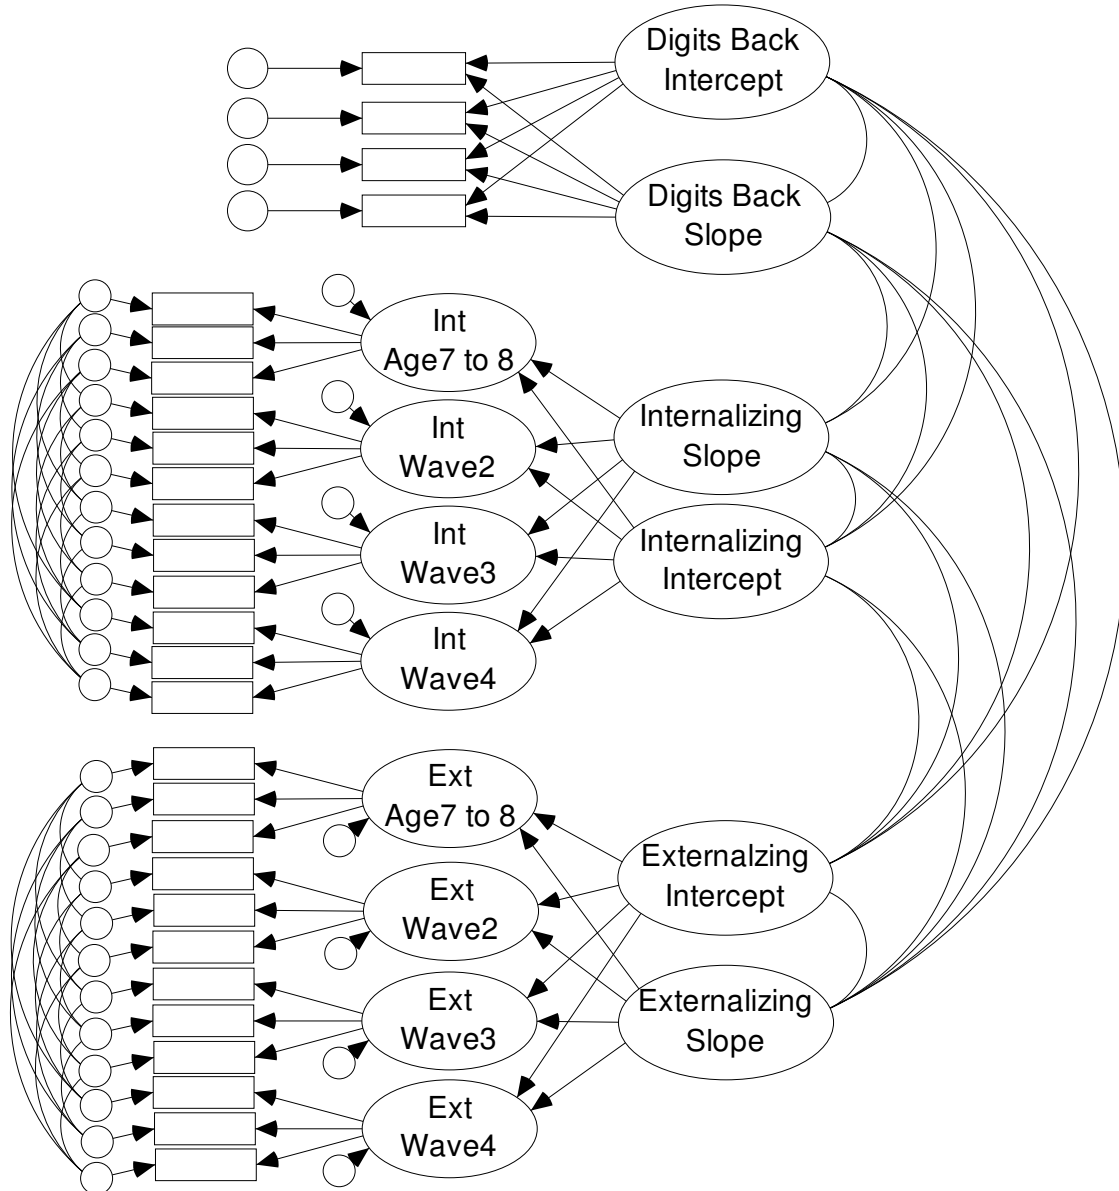 Digits Back
Intercept
Digits Back
Slope
Int
Age7 to 8
Int
Wave2
Int
Wave3
Int
Wave4
Internalizing
Slope
Internalizing
Intercept
Ext
Age7 to 8
Ext
Wave2
Ext
Wave3
Ext
Wave4
Externalzing
Intercept
Externalizing
Slope